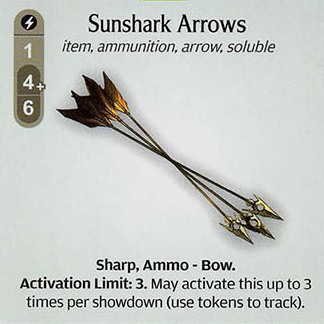 Sunshark Arrows
item, ammunition, arrow, soluble
1
4+
6
Sharp, Ammo - Bow.
Activation Limit: 3. May activate this up to 3
times per showdown (use tokens to track).